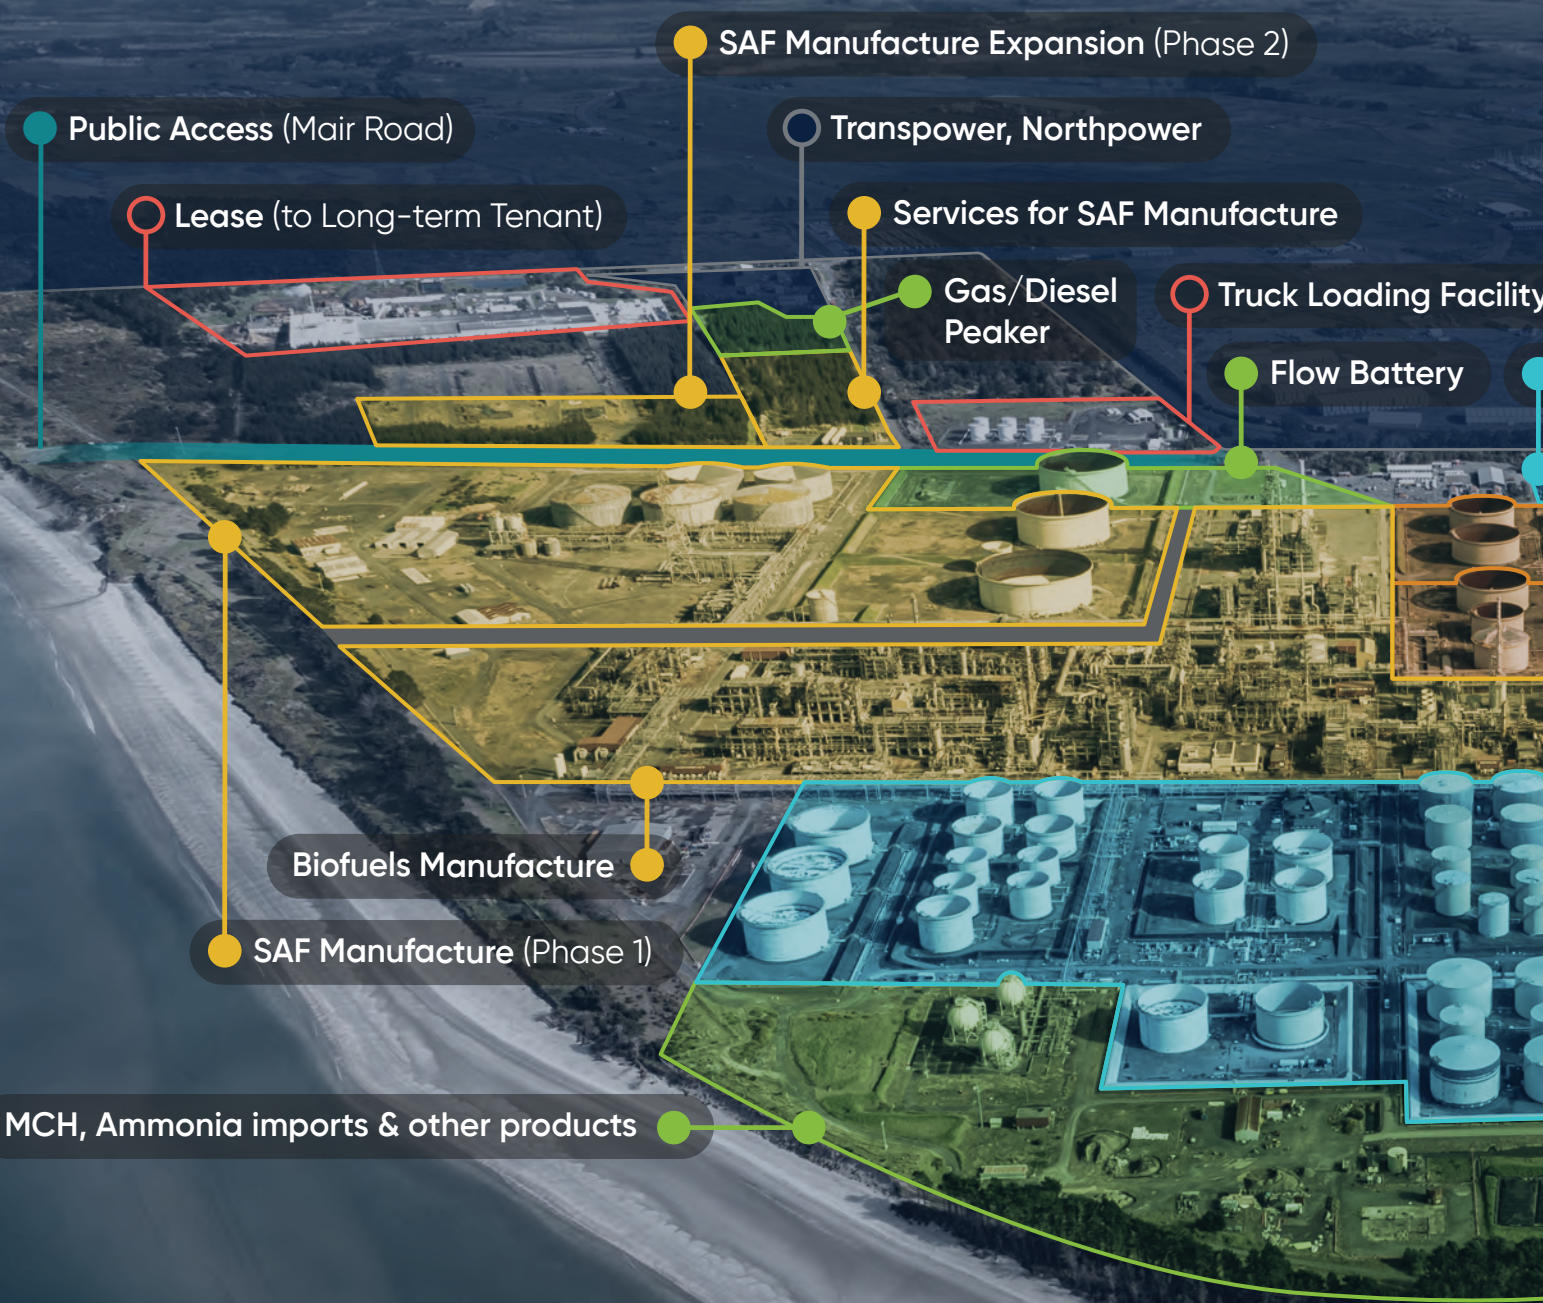 SAF Manufacture Expansion (Phase 2)
Public Access (Mair Road)
Transpower, Northpower
Lease (to Long-term Tenant)
Services for SAF Manufacture
Gas/Diesel
Peaker
Truck Loading Facility
Flow Battery
Biofuels Manufacture
SAF Manufacture (Phase 1)
MCH, Ammonia imports & other products